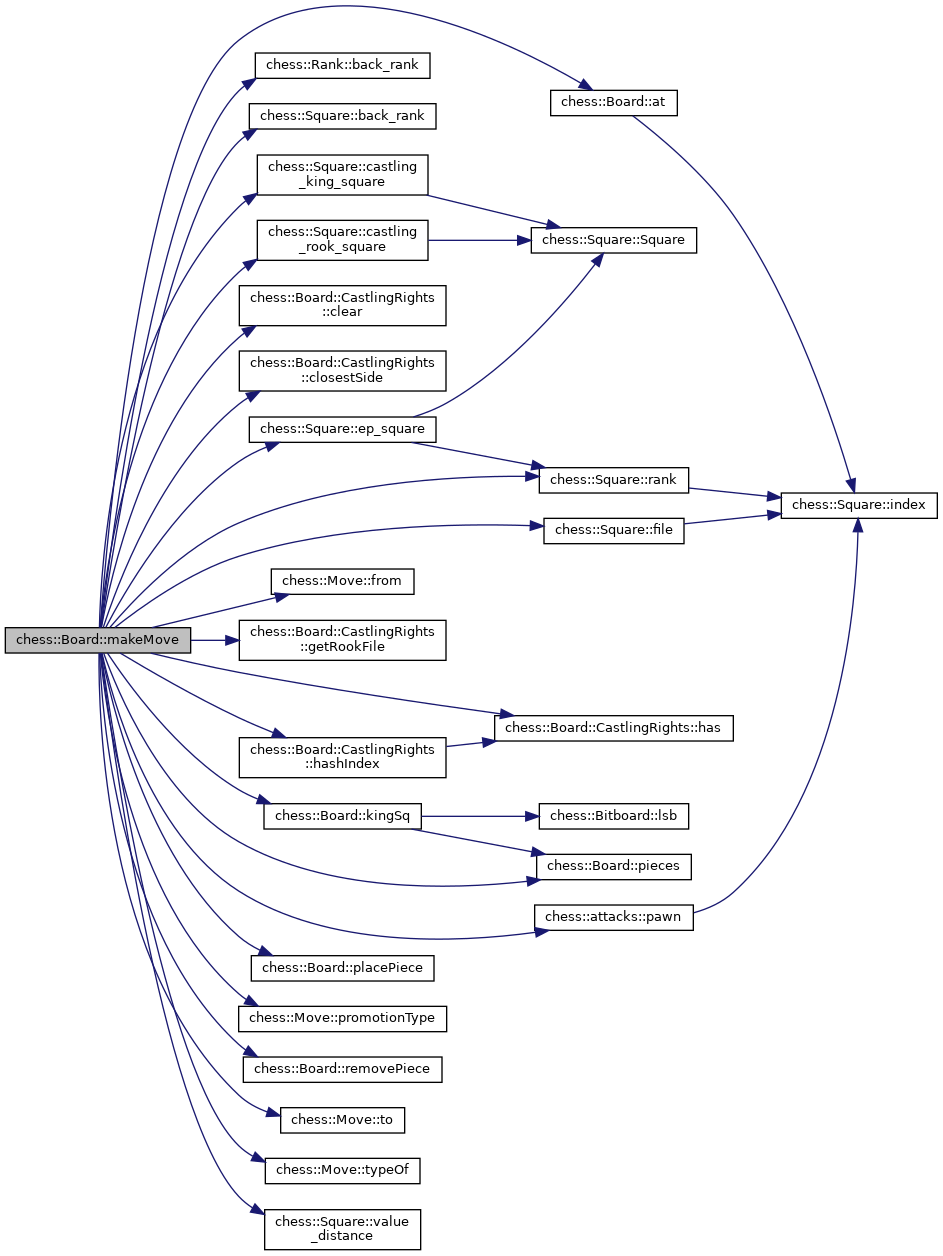 chess::Rank::back_rank
chess::Board::at
chess::Square::back_rank
chess::Square::castling
_king_square
chess::Square::castling
_rook_square
chess::Square::Square
chess::Board::CastlingRights
::clear
chess::Board::CastlingRights
::closestSide
chess::Square::ep_square
chess::Square::rank
chess::Square::index
chess::Square::file
chess::Move::from
chess::Board::makeMove
chess::Board::CastlingRights
::getRookFile
chess::Board::CastlingRights::has
chess::Board::CastlingRights
::hashIndex
chess::Board::kingSq
chess::Bitboard::lsb
chess::Board::pieces
chess::attacks::pawn
chess::Board::placePiece
chess::Move::promotionType
chess::Board::removePiece
chess::Move::to
chess::Move::typeOf
chess::Square::value
_distance